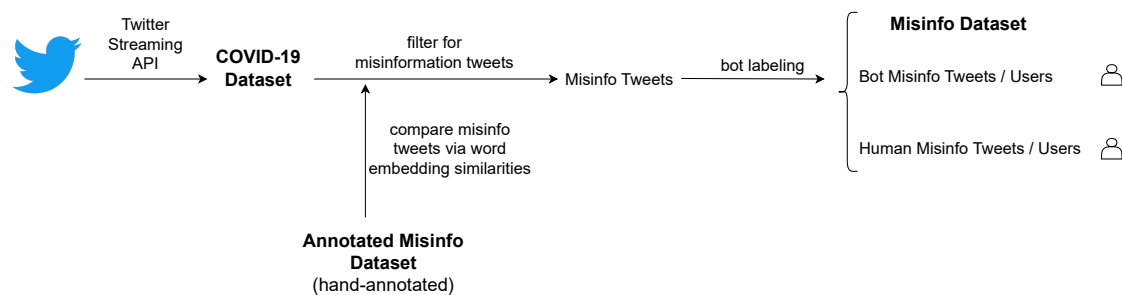 Twitter
Streaming
API
COVID-19
Dataset
filter for
misinformation tweets
compare misinfo
tweets via word
embedding similarities
Annotated Misinfo
Dataset
(hand-annotated)
Misinfo Tweets
bot labeling
Misinfo Dataset
Bot Misinfo Tweets / Users
Human Misinfo Tweets / Users